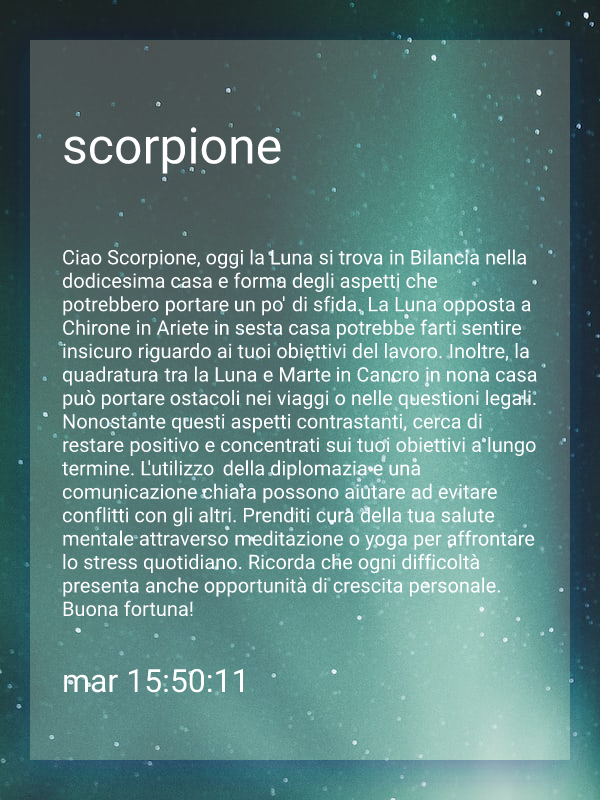 scorpione
Ciao Scorpione, oggi la Luna si trova in Bilancia nella
dodicesima casa e forma degli aspetti che
potrebbero portare un po' di sfida. La Luna opposta a
Chirone in Ariete in sesta casa potrebbe farti sentire
insicuro riguardo ai tuoi obiettivi del lavoro. Inoltre, la
quadratura tra la Luna e Marte in Cancro in nona casa
può portare ostacoli nei viaggi o nelle questioni legali.
Nonostante questi aspetti contrastanti, cerca di
restare positivo e concentrati sui tuoi obiettivi a lungo
termine. L'utilizzo  della diplomazia e una
comunicazione chiara possono aiutare ad evitare
conflitti con gli altri. Prenditi cura della tua salute
mentale attraverso meditazione o yoga per affrontare
lo stress quotidiano. Ricorda che ogni difficoltà
presenta anche opportunità di crescita personale.
Buona fortuna!
mar 15:50:11